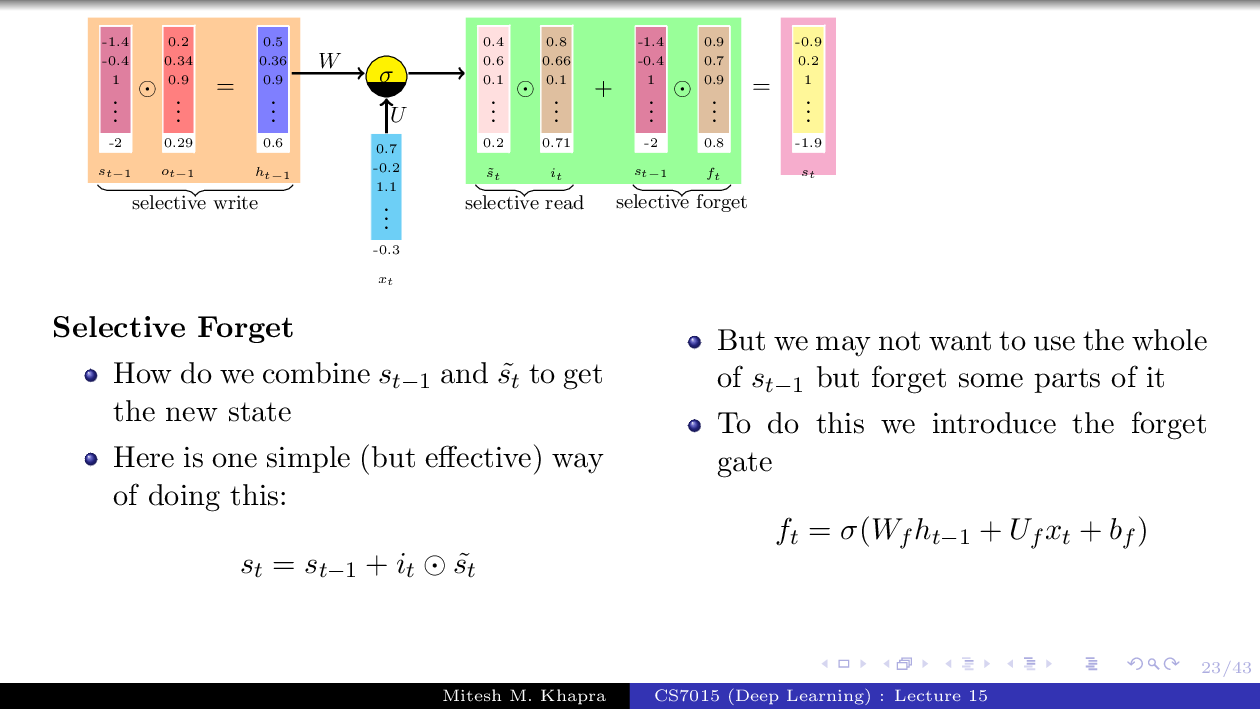 -1.4 0.2 0.5 0.4 0.8 -1.4 0.9 -0.9
-0.4 0.34 0.36 W 0.6 0.66 -0.4 0.7 0.2
1 ⊙ 0.9 = 0.9 σ 0.1 ⊙ 0.1 + 1 ⊙ 0.9 = 1
⋮ ⋮ ⋮ U ⋮ ⋮ ⋮ ⋮ ⋮
-2 0.29 0.6 0.2 0.71 -2 0.8 -1.9
s_{t−1} o_{t−1} h_{t−1} s̃_t i_t s_{t−1} f_t s_t
selective write selective read selective forget
0.7
-0.2
1.1
⋮
-0.3
x_t
Selective Forget
How do we combine s_{t−1} and s̃_t to get
the new state
Here is one simple (but effective) way
of doing this:
s_t = s_{t−1} + i_t ⊙ s̃_t
But we may not want to use the whole
of s_{t−1} but forget some parts of it
To do this we introduce the forget
gate
f_t = σ(W_f h_{t−1} + U_f x_t + b_f)
23/43
Mitesh M. Khapra CS7015 (Deep Learning) : Lecture 15